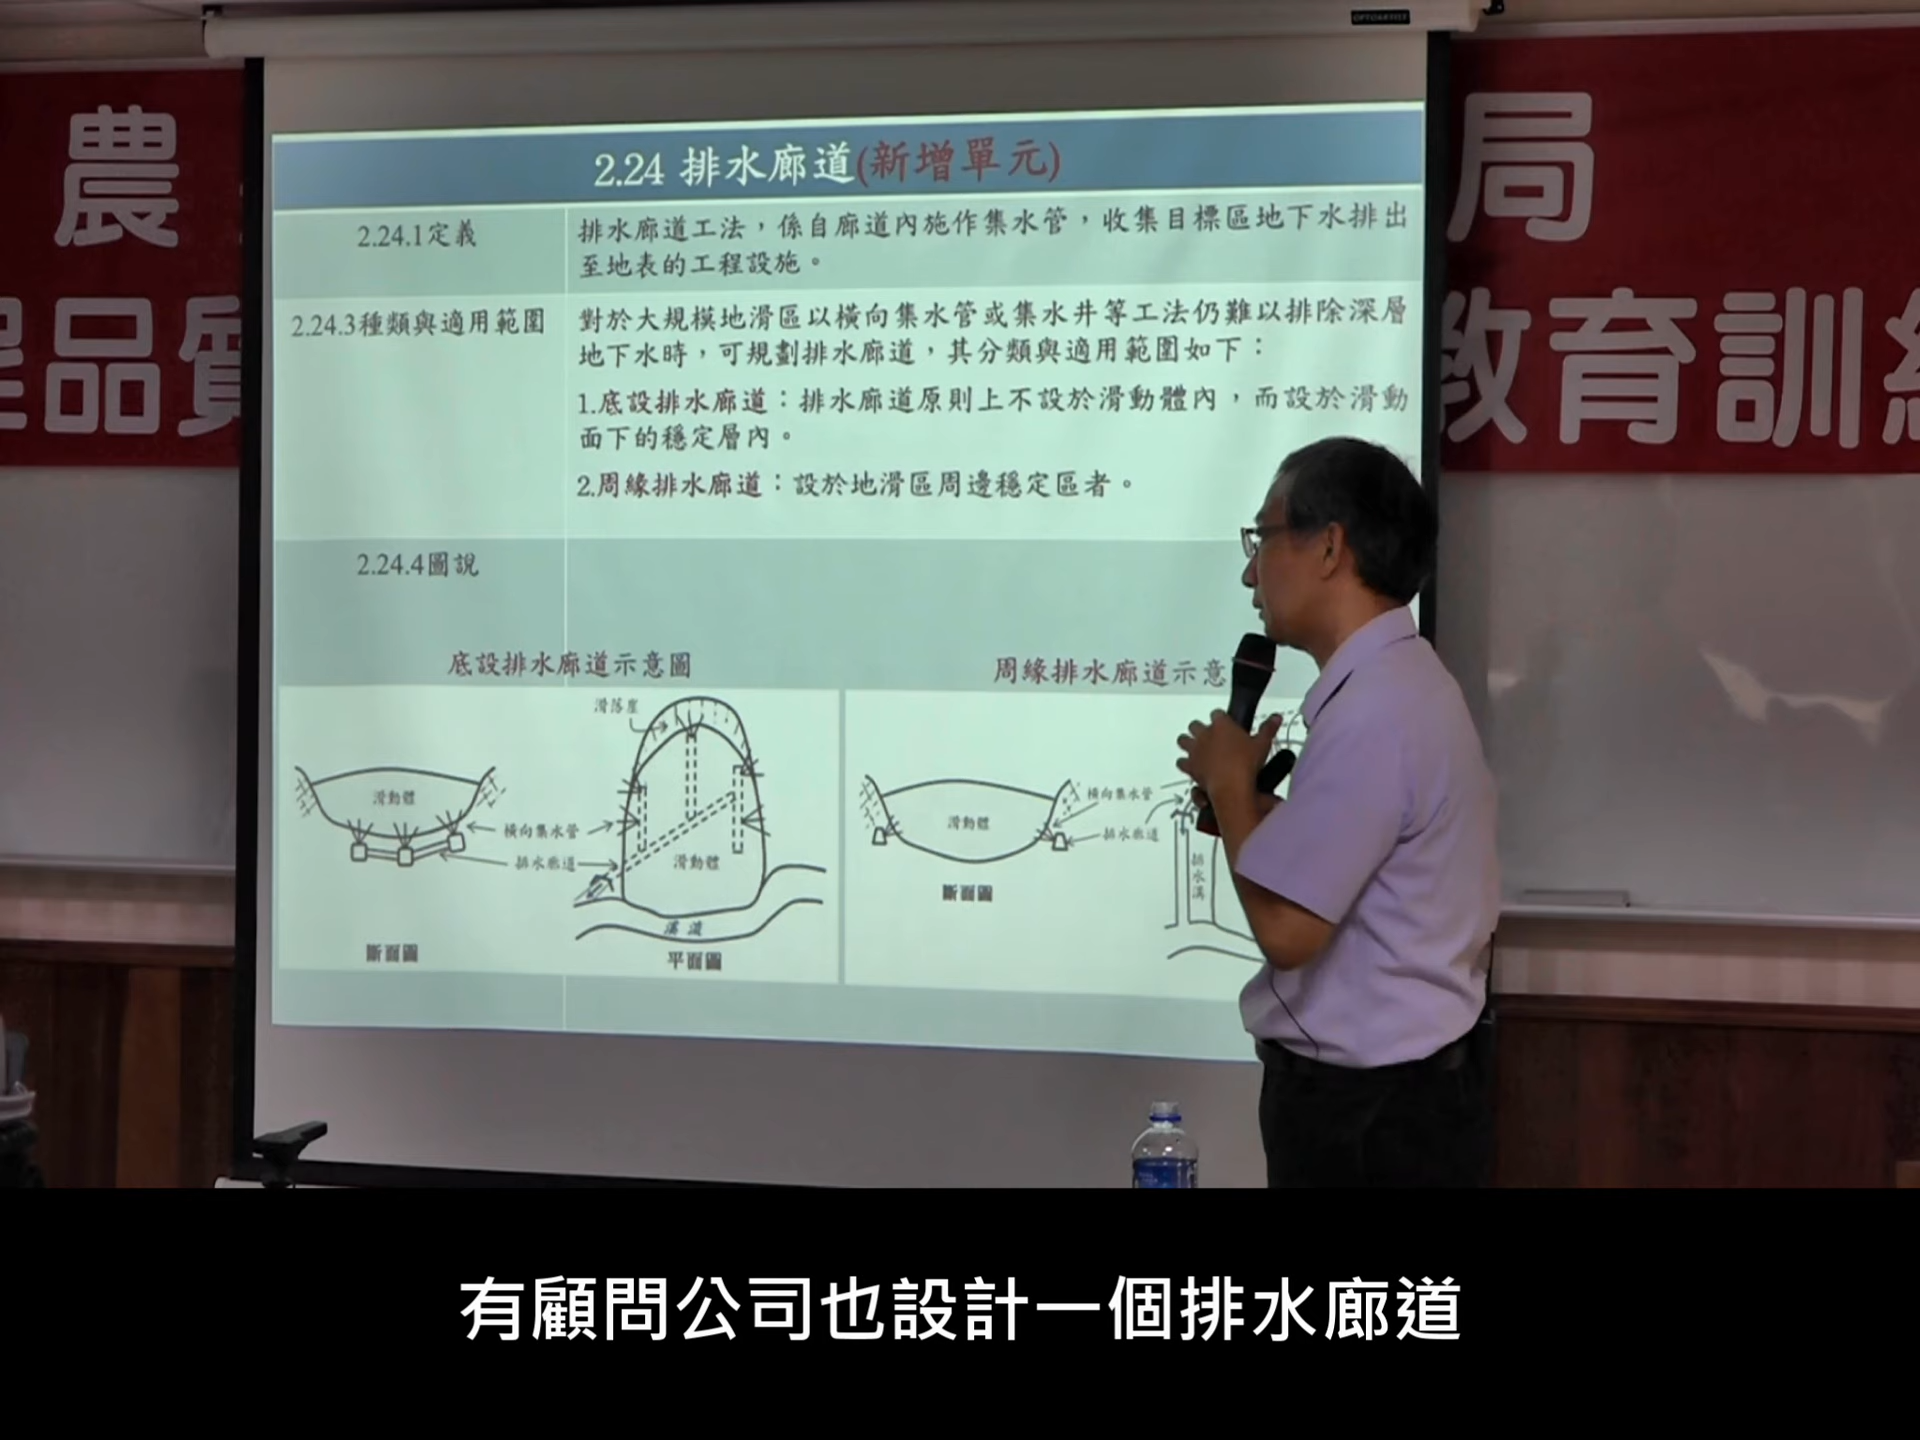 OPTOARTIST
農
局
品質
教育訓
2.24 排水廊道(新增單元)
2.24.1定義
排水廊道工法，係自廊道內施作集水管，收集目標區地下水排出
至地表的工程設施。
2.24.3種類與適用範圍
對於大規模地滑區以橫向集水管或集水井等工法仍難以排除深層
地下水時，可規劃排水廊道，其分類與適用範圍如下：
1.底設排水廊道：排水廊道原則上不設於滑動體內，而設於滑動
面下的穩定層內。
2.周緣排水廊道：設於地滑區周邊穩定區者。
2.24.4圖說
底設排水廊道示意圖
周緣排水廊道示意
滑落崖
滑動體
橫向集水管
排水廊道
滑動體
溪流
平面圖
滑動體
橫向集水管
排水廊道
排水溝
有顧問公司也設計一個排水廊道